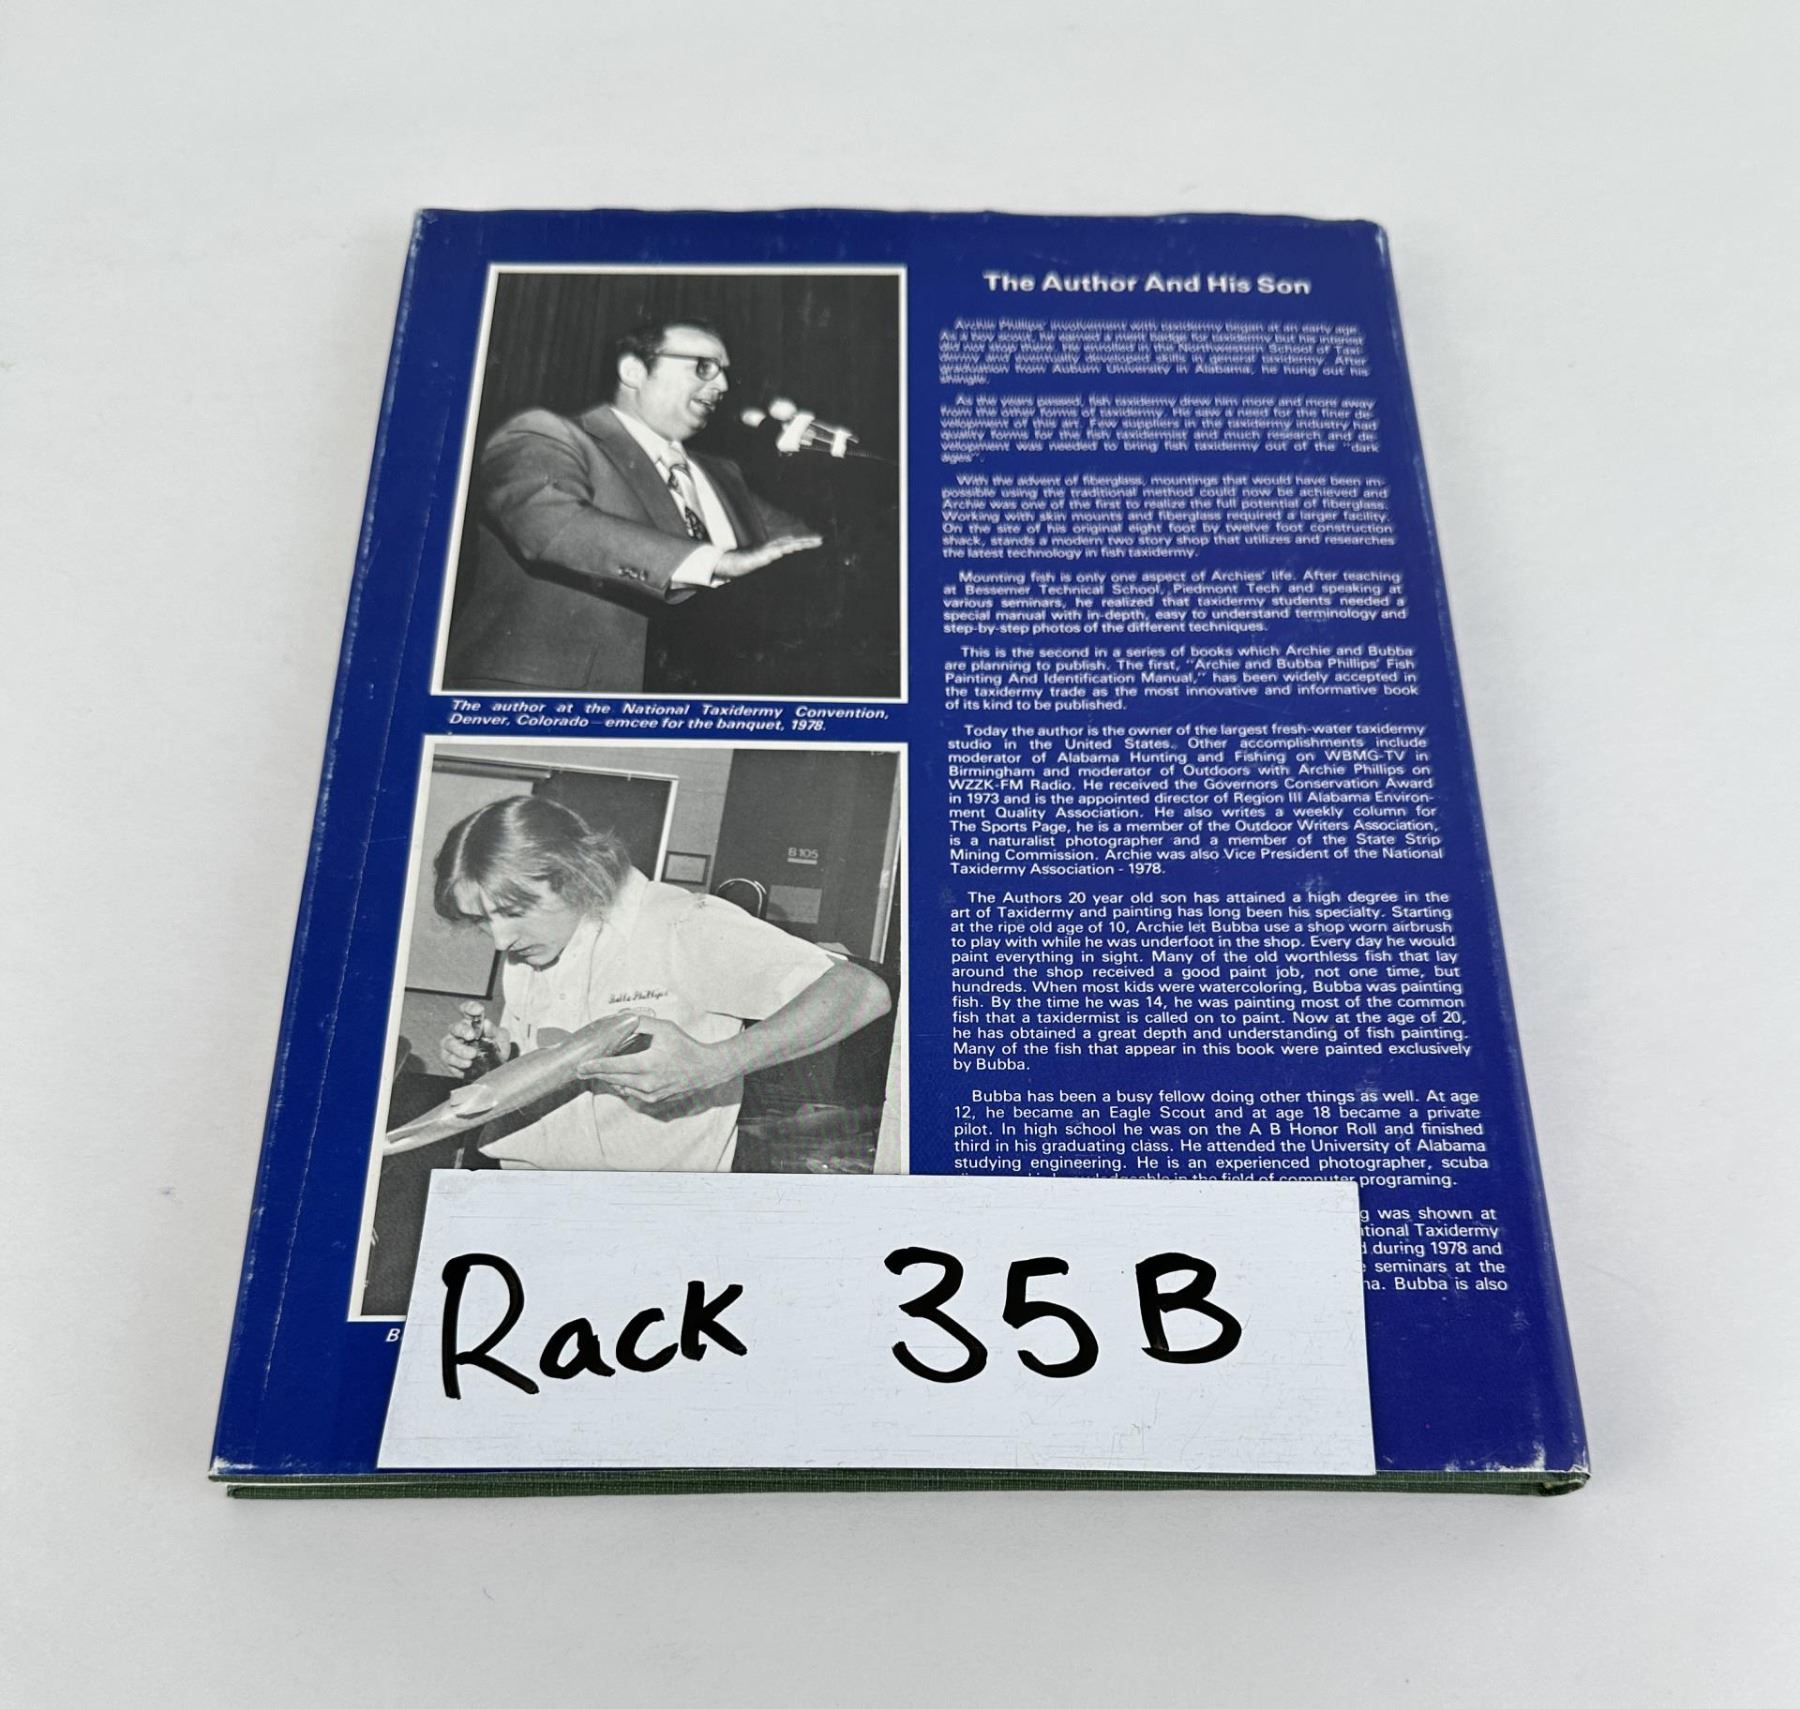 The Author And His Son
Archie Phillips' involvement with taxidermy began at an early age.
As a boy scout, he earned a merit badge for taxidermy but his interest
did not stop there. He enrolled in the Northwestern School of Taxi-
dermy and eventually developed skills in general taxidermy. After
graduation from Auburn University in Alabama, he hung out his
shingle.
As the years passed, fish taxidermy drew him more and more away
from the other forms of taxidermy. He saw a need for the finer de-
velopment of this art. Few suppliers in the taxidermy industry had
quality forms for the fish taxidermist and much research and de-
velopment was needed to bring fish taxidermy out of the "dark
ages".
With the advent of fiberglass, mountings that would have been im-
possible using the traditional method could now be achieved and
Archie was one of the first to realize the full potential of fiberglass.
Working with skin mounts and fiberglass required a larger facility.
On the site of his original eight foot by twelve foot construction
shack, stands a modern two story shop that utilizes and researches
the latest technology in fish taxidermy.
Mounting fish is only one aspect of Archies' life. After teaching
at Bessemer Technical School, Piedmont Tech and speaking at
various seminars, he realized that taxidermy students needed a
special manual with in-depth, easy to understand terminology and
step-by-step photos of the different techniques.
This is the second in a series of books which Archie and Bubba
are planning to publish. The first, "Archie and Bubba Phillips' Fish
Painting And Identification Manual," has been widely accepted in
the taxidermy trade as the most innovative and informative book
of its kind to be published.
Today the author is the owner of the largest fresh-water taxidermy
studio in the United States. Other accomplishments include
moderator of Alabama Hunting and Fishing on WBMG-TV in
Birmingham and moderator of Outdoors with Archie Phillips on
WZZK-FM Radio. He received the Governors Conservation Award
in 1973 and is the appointed director of Region III Alabama Environ-
ment Quality Association. He also writes a weekly column for
The Sports Page, he is a member of the Outdoor Writers Association,
is a naturalist photographer and a member of the State Strip
Mining Commission. Archie was also Vice President of the National
Taxidermy Association - 1978.
The Authors 20 year old son has attained a high degree in the
art of Taxidermy and painting has long been his specialty. Starting
at the ripe old age of 10, Archie let Bubba use a shop worn airbrush
to play with while he was underfoot in the shop. Every day he would
paint everything in sight. Many of the old worthless fish that lay
around the shop received a good paint job, not one time, but
hundreds. When most kids were watercoloring, Bubba was painting
fish. By the time he was 14, he was painting most of the common
fish that a taxidermist is called on to paint. Now at the age of 20,
he has obtained a great depth and understanding of fish painting.
Many of the fish that appear in this book were painted exclusively
by Bubba.
Bubba has been a busy fellow doing other things as well. At age
12, he became an Eagle Scout and at age 18 became a private
pilot. In high school he was on the A B Honor Roll and finished
third in his graduating class. He attended the University of Alabama
studying engineering. He is an experienced photographer, scuba
in the field of computer programing.
was shown at
Taxidermy
during 1978 and
seminars at the
Bubba is also
The author at the National Taxidermy Convention,
Denver, Colorado—emcee for the banquet, 1978.
B 105
Rack 35B